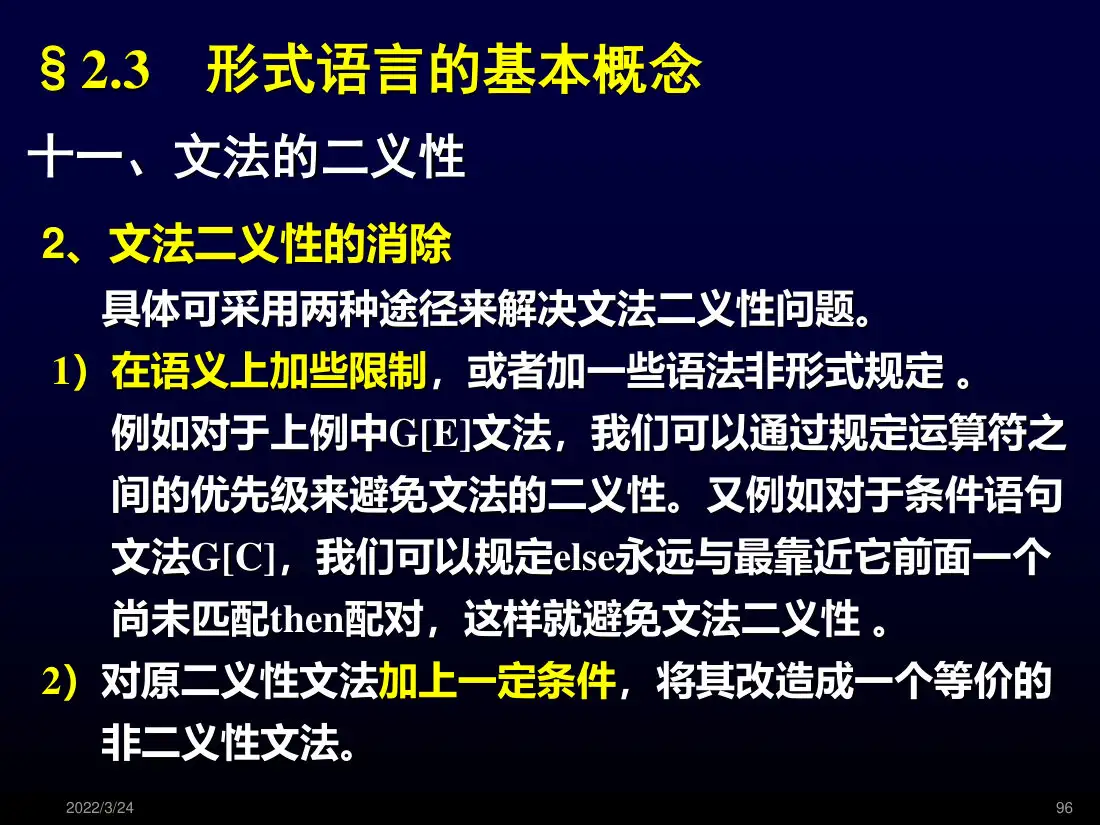 §2.3 形式语言的基本概念
十一、文法的二义性
2、文法二义性的消除
具体可采用两种途径来解决文法二义性问题。
1）在语义上加些限制，或者加一些语法非形式规定 。
例如对于上例中G[E]文法，我们可以通过规定运算符之
间的优先级来避免文法的二义性。又例如对于条件语句
文法G[C]，我们可以规定else永远与最靠近它前面一个
尚未匹配then配对，这样就避免文法二义性 。
2）对原二义性文法加上一定条件，将其改造成一个等价的
非二义性文法。
2022/3/24
96